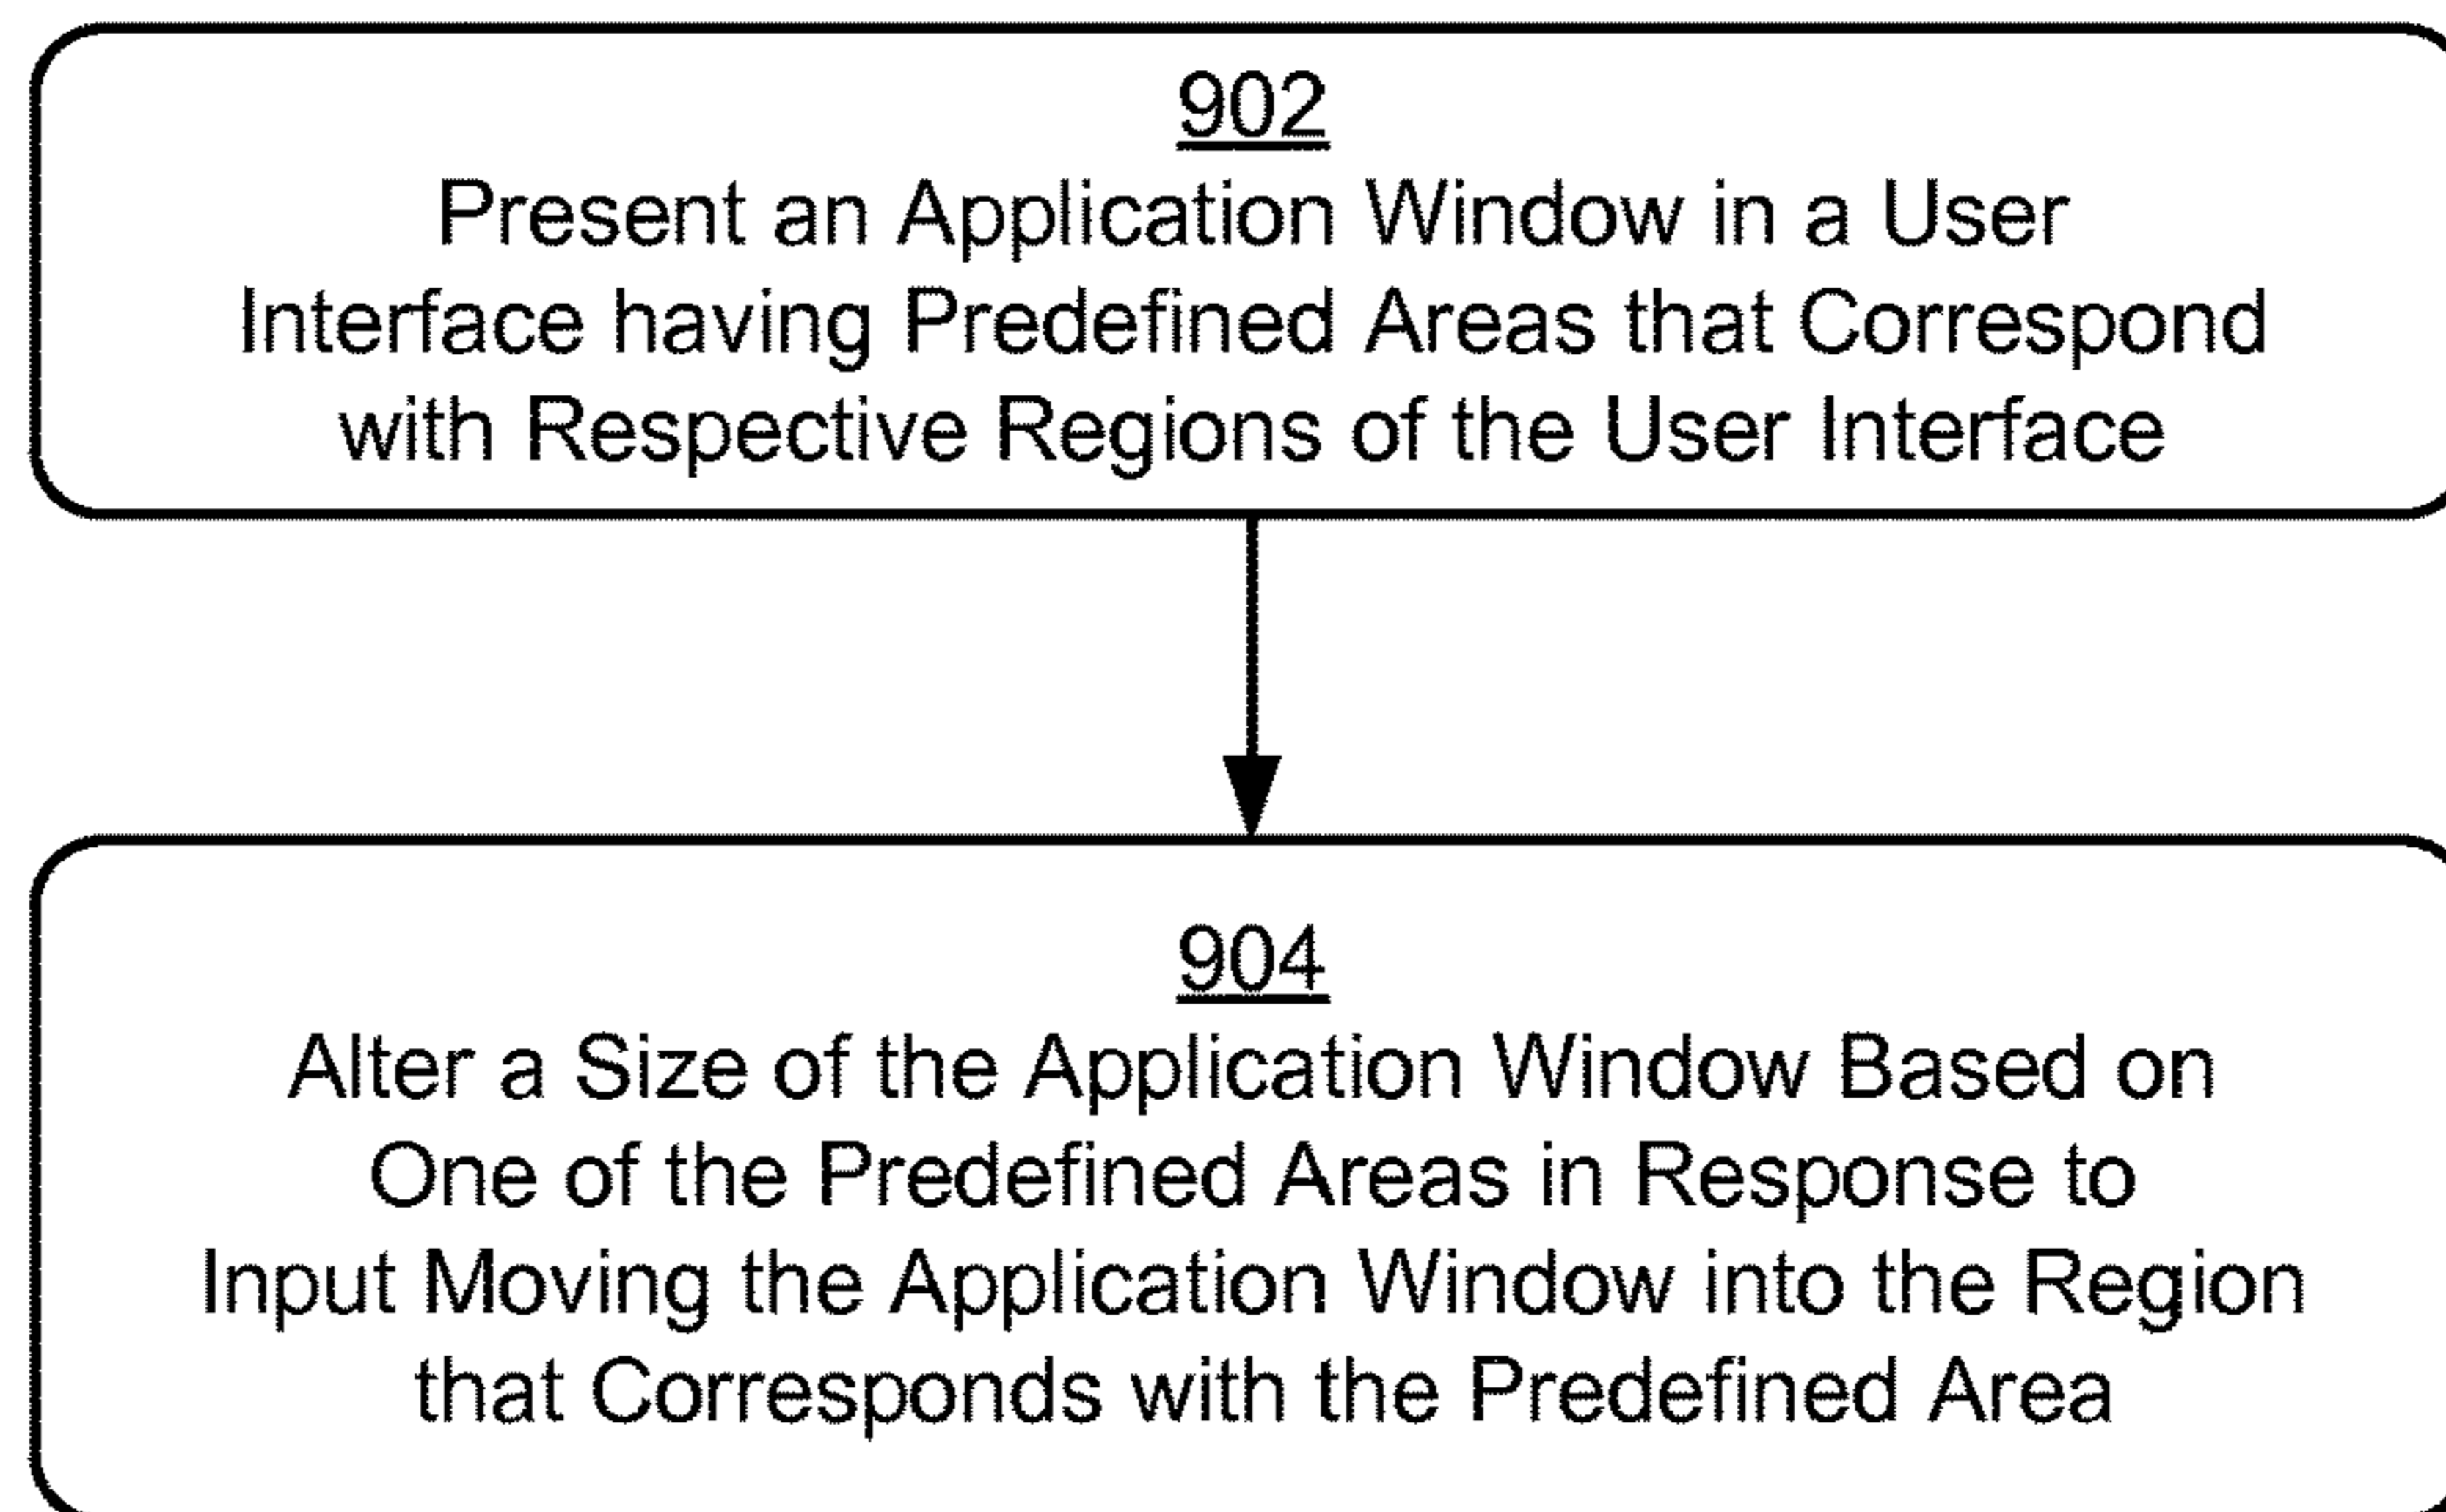 902
Present an Application Window in a User
Interface having Predefined Areas that Correspond
with Respective Regions of the User Interface
904
Alter a Size of the Application Window Based on
One of the Predefined Areas in Response to
Input Moving the Application Window into the Region
that Corresponds with the Predefined Area